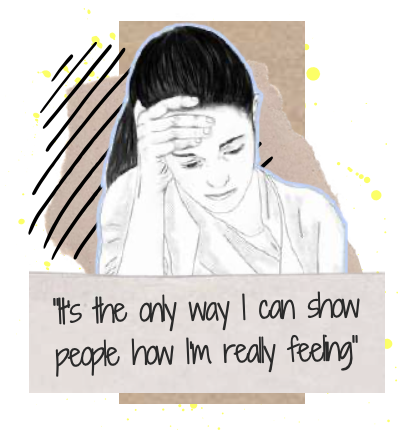 "It's the only way I can show
people how I'm really feeling"